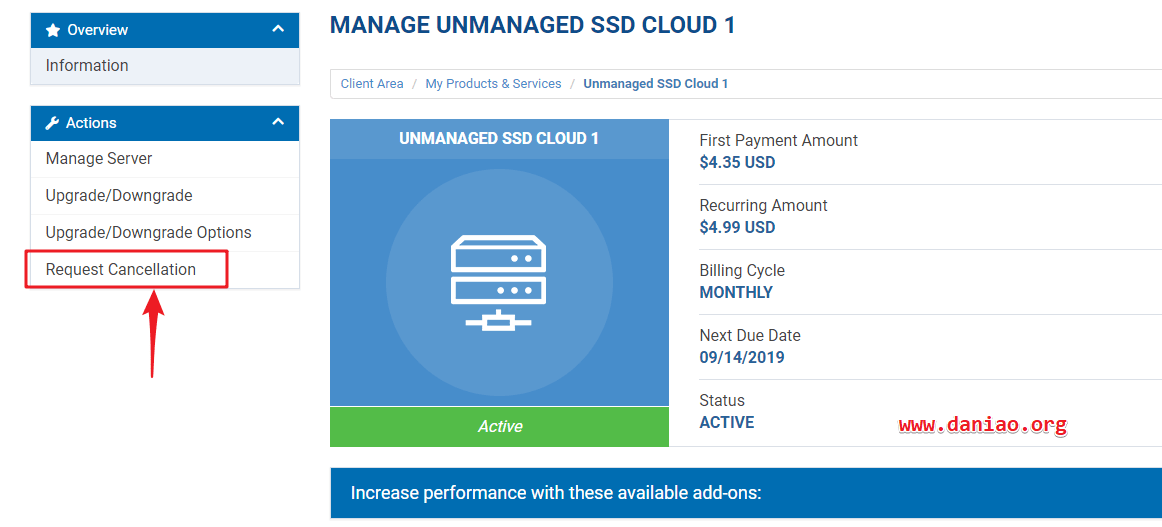 Overview
Information
Actions
Manage Server
Upgrade/Downgrade
Upgrade/Downgrade Options
Request Cancellation
MANAGE UNMANAGED SSD CLOUD 1
Client Area / My Products & Services / Unmanaged SSD Cloud 1
UNMANAGED SSD CLOUD 1
Active
First Payment Amount
$4.35 USD
Recurring Amount
$4.99 USD
Billing Cycle
MONTHLY
Next Due Date
09/14/2019
Status
ACTIVE
www.daniao.org
Increase performance with these available add-ons: